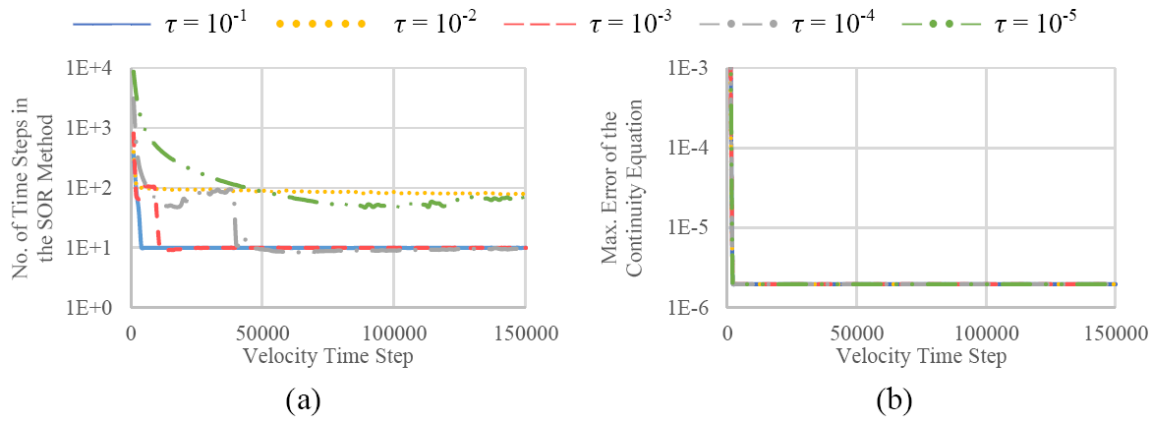 τ = 10⁻¹ τ = 10⁻² τ = 10⁻³ τ = 10⁻⁴ τ = 10⁻⁵
No. of Time Steps in
the SOR Method
1E+4
1E+3
1E+2
1E+1
1E+0
0 50000 100000 150000
Velocity Time Step
(a)
Max. Error of the
Continuity Equation
1E-3
1E-4
1E-5
1E-6
0 50000 100000 150000
Velocity Time Step
(b)